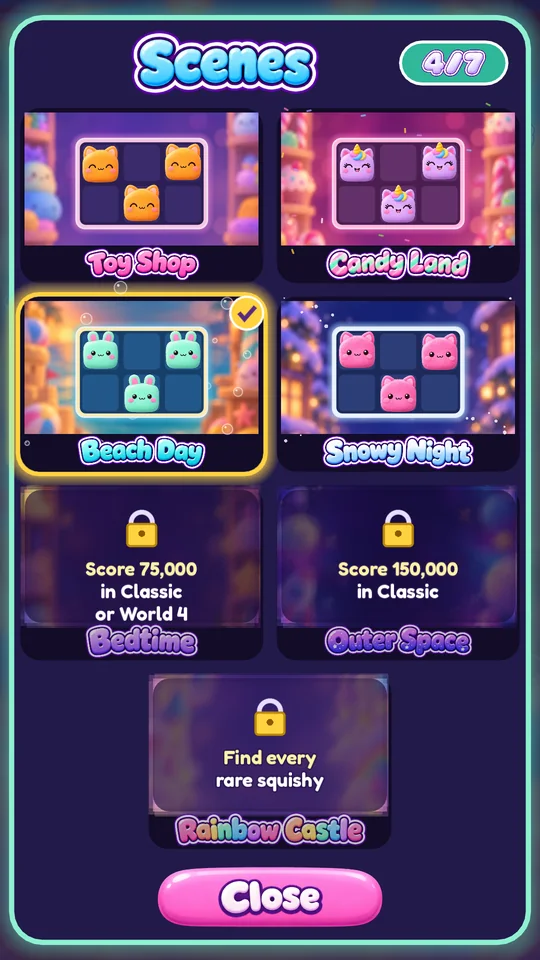 Scenes
4/7
Toy Shop
Candy Land
Beach Day
Snowy Night
Score 75,000
in Classic
or World 4
Bedtime
Score 150,000
in Classic
Outer Space
Find every
rare squishy
Rainbow Castle
Close